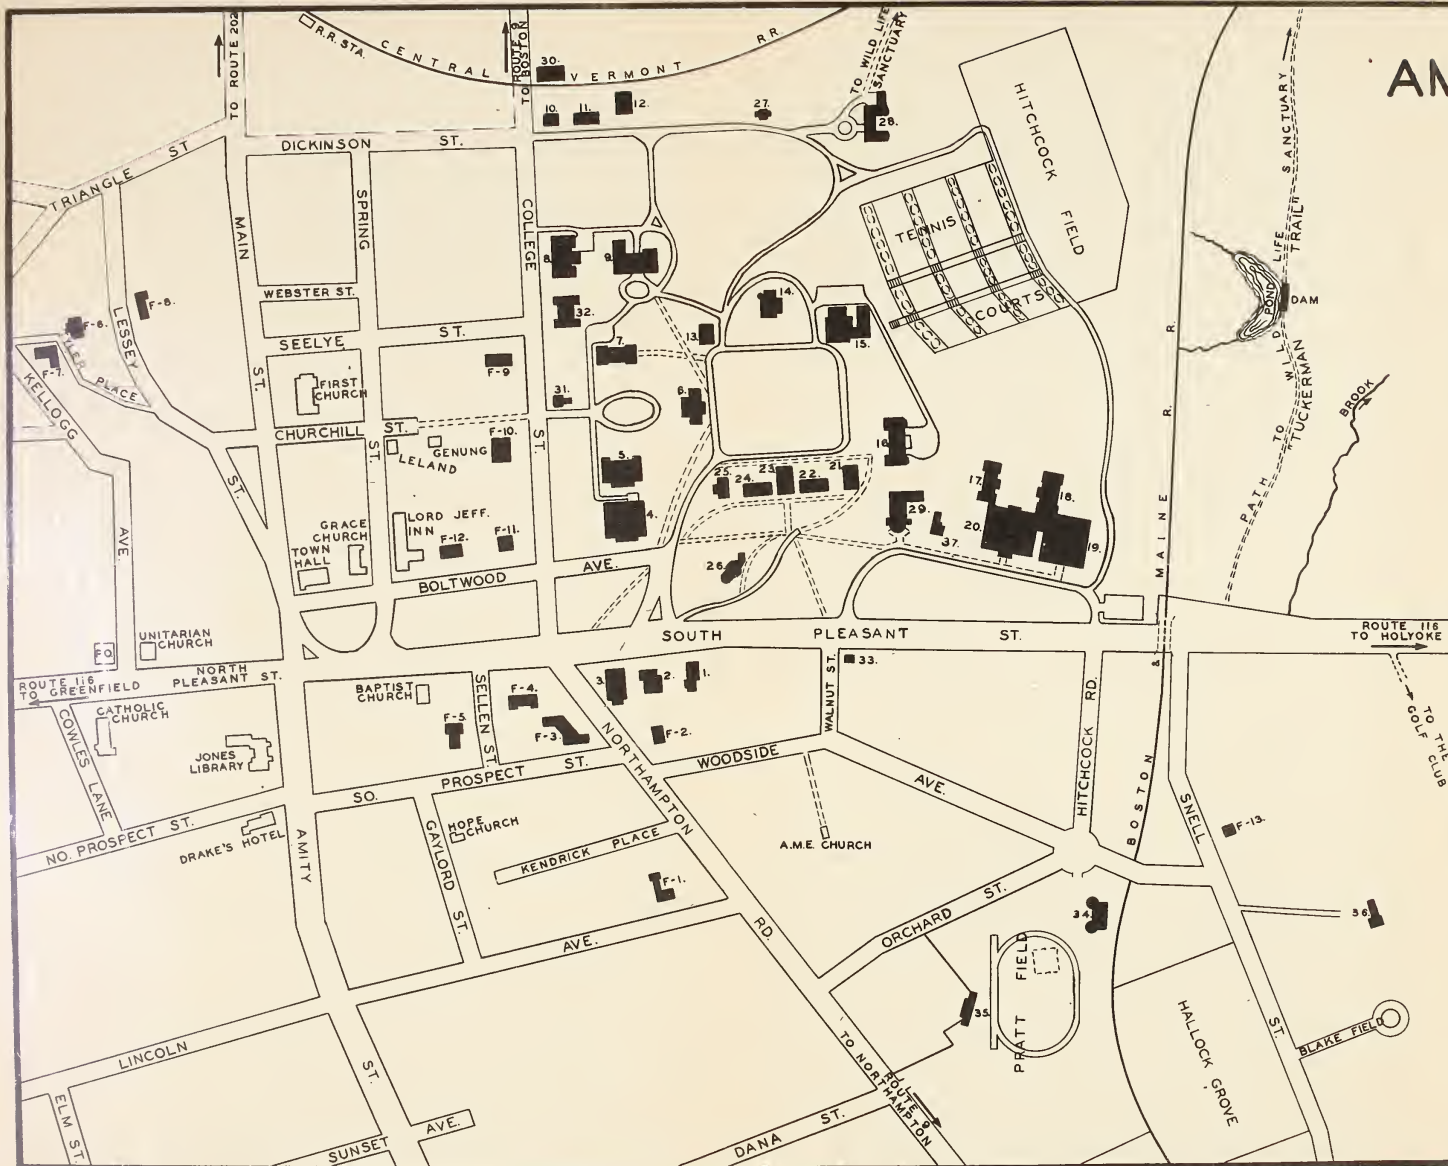 AM
TO ROUTE 202
R.R. STA.
CENTRAL VERMONT RR.
ROUTE 9
TO BOSTON
TO WILD LIFE
SANCTUARY
30.
10.
11.
12.
27.
28.
HITCHCOCK
FIELD
TRIANGLE ST
DICKINSON ST.
MAIN
ST.
SPRING
ST.
COLLEGE
ST.
TENNIS
COURTS
8.
9.
32.
WEBSTER ST.
SEELYE ST.
F-6.
F-8.
F-7.
LESSEY
ST.
TYLER PLACE
KELLOGG
AVE.
FIRST
CHURCH
F-9
7.
13.
14.
15.
31.
6.
CHURCHILL ST.
LELAND
GENUNG
F-10.
5.
4.
16.
25.
24.
23.
22.
21.
17.
18.
29.
37.
20.
19.
26.
GRACE
CHURCH
TOWN
HALL
LORD JEFF.
INN
F-12.
F-11.
BOLTWOOD AVE.
MAINE R. R.
BOSTON
POND
DAM
PATH TO WILD LIFE SANCTUARY
"TUCKERMAN TRAIL"
BROOK
UNITARIAN
CHURCH
SOUTH PLEASANT ST.
ROUTE 116
TO HOLYOKE
NORTH
PLEASANT ST.
ROUTE 116
TO GREENFIELD
CATHOLIC
CHURCH
COWLES LANE
BAPTIST
CHURCH
SELLEN ST.
F-4.
F-5.
F-3.
3.
2.
1.
F-2.
WALNUT ST.
33.
HITCHCOCK RD.
TO THE
GOLF CLUB
JONES
LIBRARY
SO. PROSPECT ST.
NO. PROSPECT ST.
DRAKE'S HOTEL
NORTHAMPTON
RD.
WOODSIDE AVE.
AMITY
ST.
GAYLORD ST.
HOPE
CHURCH
KENDRICK PLACE
A.M.E. CHURCH
SNELL
ST.
F-13.
F-1.
ORCHARD ST.
34.
36.
35.
PRATT FIELD
LINCOLN AVE.
ELM ST.
SUNSET AVE.
DANA ST.
ROUTE 9
TO NORTHAMPTON
HALLOCK GROVE
BLAKE FIELD